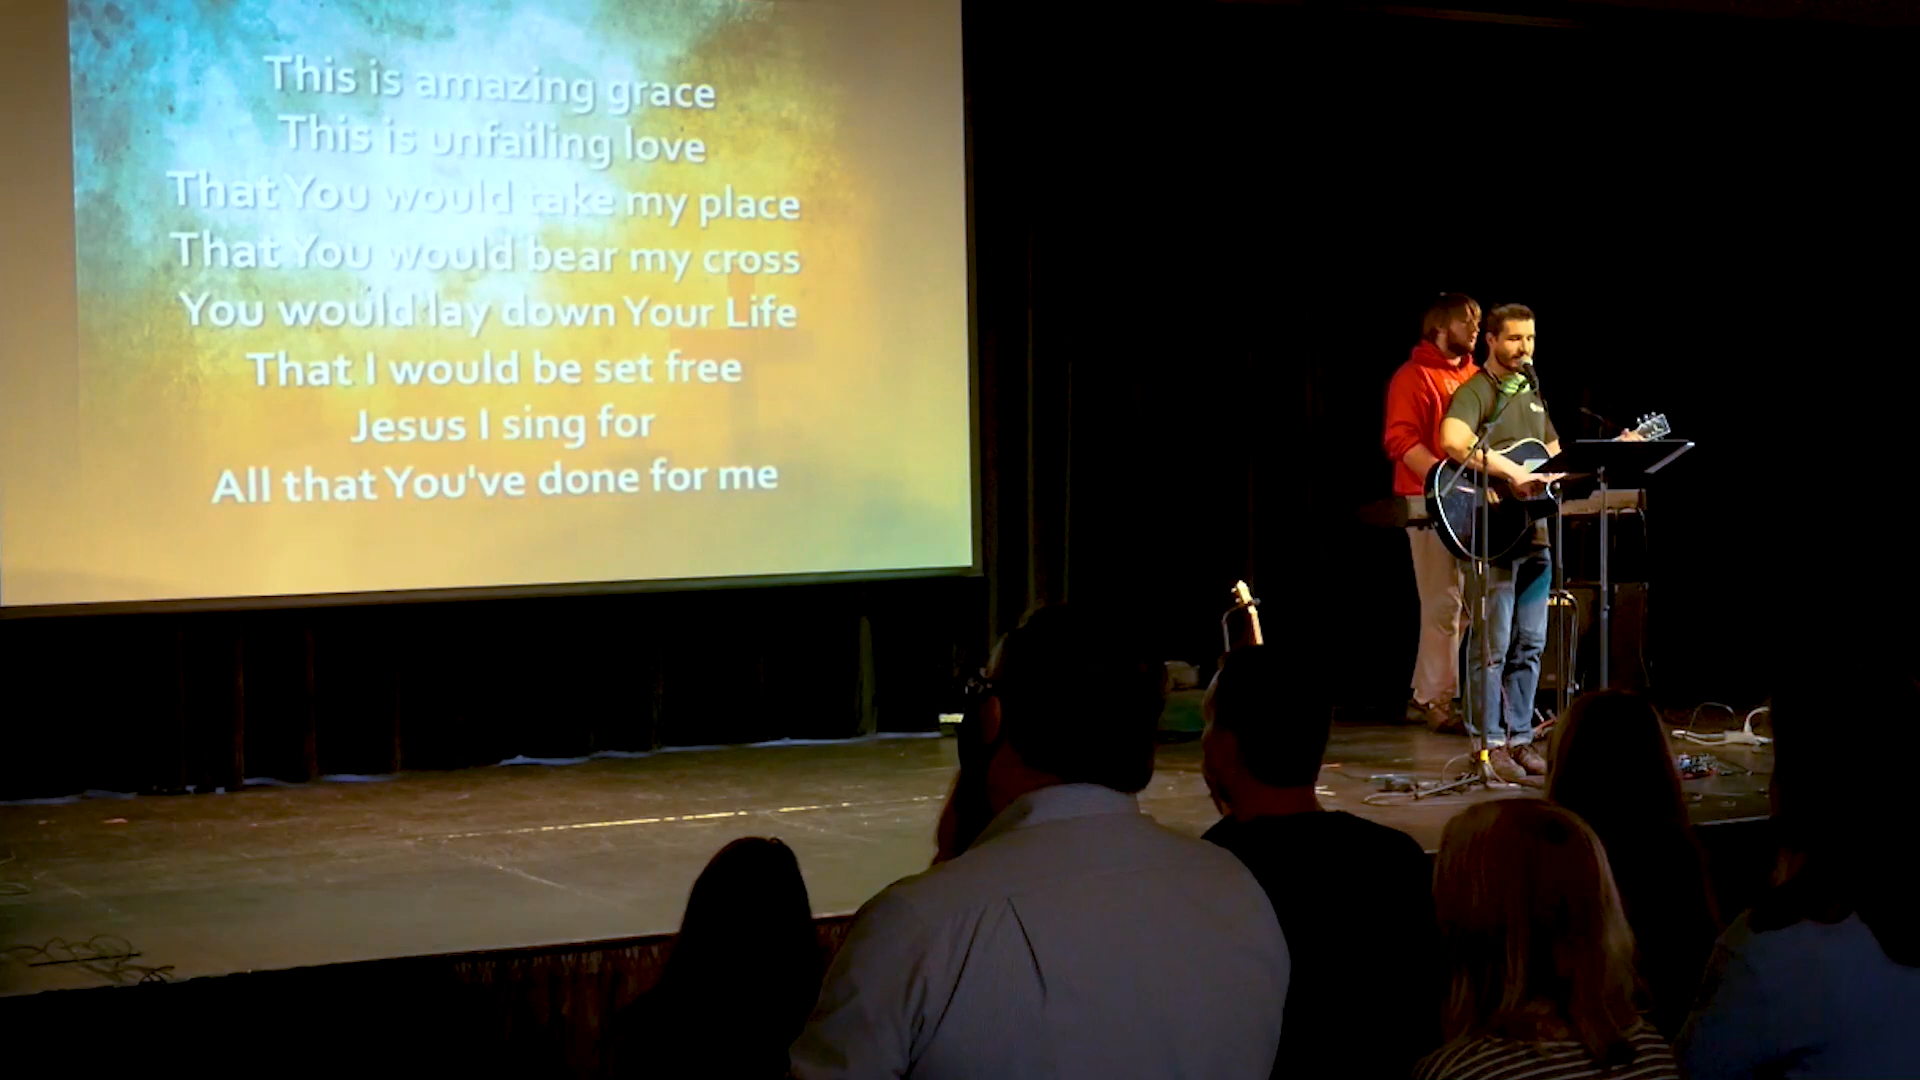 This is amazing grace
This is unfailing love
That You would take my place
That You would bear my cross
You would lay down Your Life
That I would be set free
Jesus I sing for
All that You've done for me